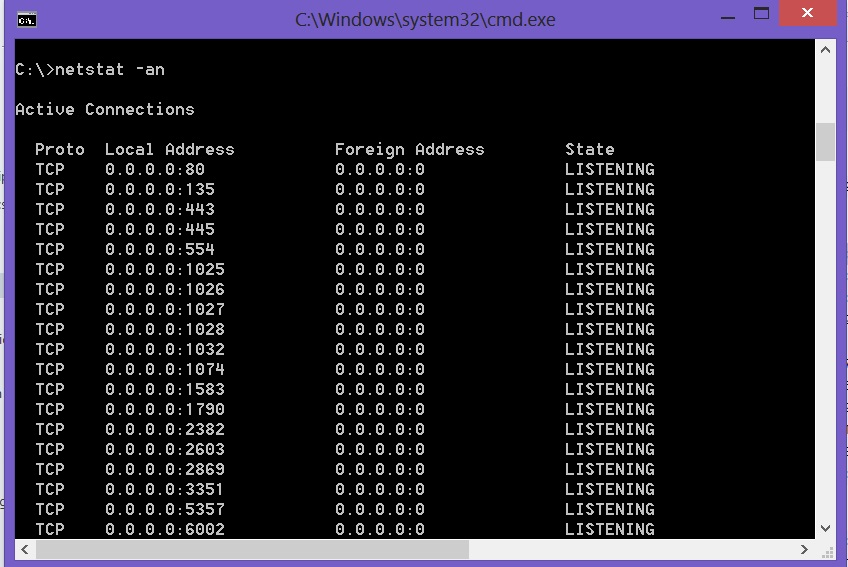 C:\Windows\system32\cmd.exe
C:\>netstat -an
Active Connections
Proto Local Address Foreign Address State
TCP 0.0.0.0:80 0.0.0.0:0 LISTENING
TCP 0.0.0.0:135 0.0.0.0:0 LISTENING
TCP 0.0.0.0:443 0.0.0.0:0 LISTENING
TCP 0.0.0.0:445 0.0.0.0:0 LISTENING
TCP 0.0.0.0:554 0.0.0.0:0 LISTENING
TCP 0.0.0.0:1025 0.0.0.0:0 LISTENING
TCP 0.0.0.0:1026 0.0.0.0:0 LISTENING
TCP 0.0.0.0:1027 0.0.0.0:0 LISTENING
TCP 0.0.0.0:1028 0.0.0.0:0 LISTENING
TCP 0.0.0.0:1032 0.0.0.0:0 LISTENING
TCP 0.0.0.0:1074 0.0.0.0:0 LISTENING
TCP 0.0.0.0:1583 0.0.0.0:0 LISTENING
TCP 0.0.0.0:1790 0.0.0.0:0 LISTENING
TCP 0.0.0.0:2382 0.0.0.0:0 LISTENING
TCP 0.0.0.0:2603 0.0.0.0:0 LISTENING
TCP 0.0.0.0:2869 0.0.0.0:0 LISTENING
TCP 0.0.0.0:3351 0.0.0.0:0 LISTENING
TCP 0.0.0.0:5357 0.0.0.0:0 LISTENING
TCP 0.0.0.0:6002 0.0.0.0:0 LISTENING